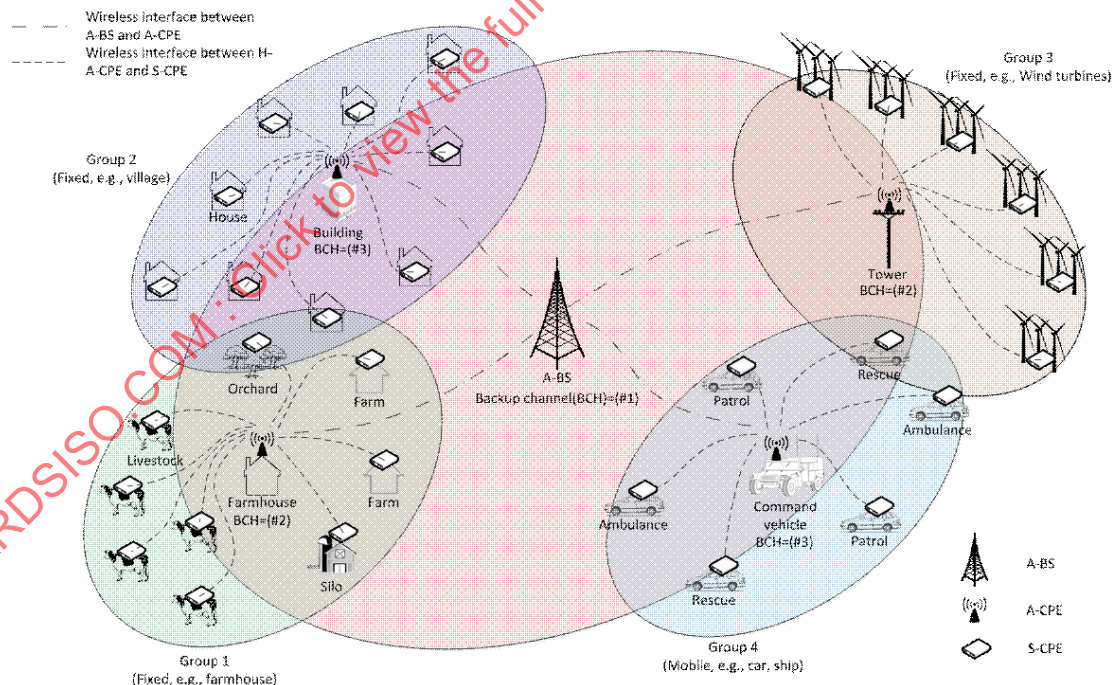 Wireless interface between
A-BS and A-CPE
Wireless interface between H-
A-CPE and S-CPE
Group 3
(Fixed, e.g., Wind turbines)
Group 2
(Fixed, e.g., village)
House
Building
BCH=(#3)
Tower
BCH=(#2)
A-BS
Backup channel(BCH)=(#1)
Orchard
Farm
Patrol
Rescue
Ambulance
Livestock
Farmhouse
BCH=(#2)
Farm
Silo
Ambulance
Command
vehicle
BCH=(#3)
Patrol
Rescue
Group 1
(Fixed, e.g., farmhouse)
Group 4
(Mobile, e.g., car, ship)
A-BS
A-CPE
S-CPE
RDSISO.COM : Click to view the full